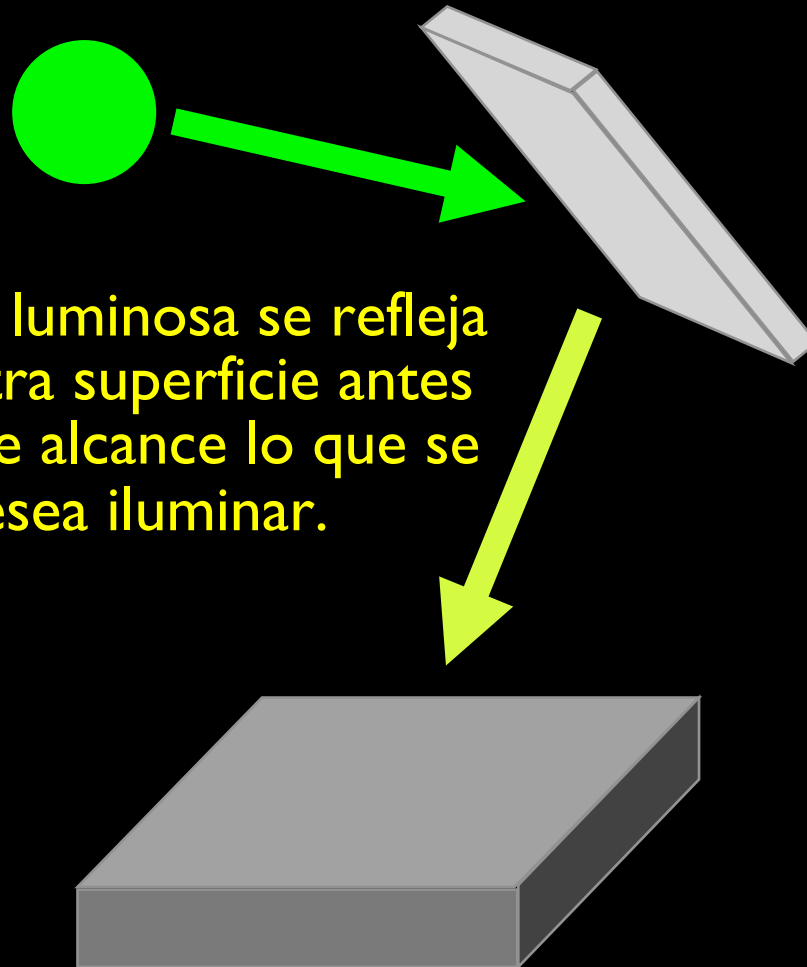 luminosa se refleja
tra superficie antes
e alcance lo que se
esea iluminar.